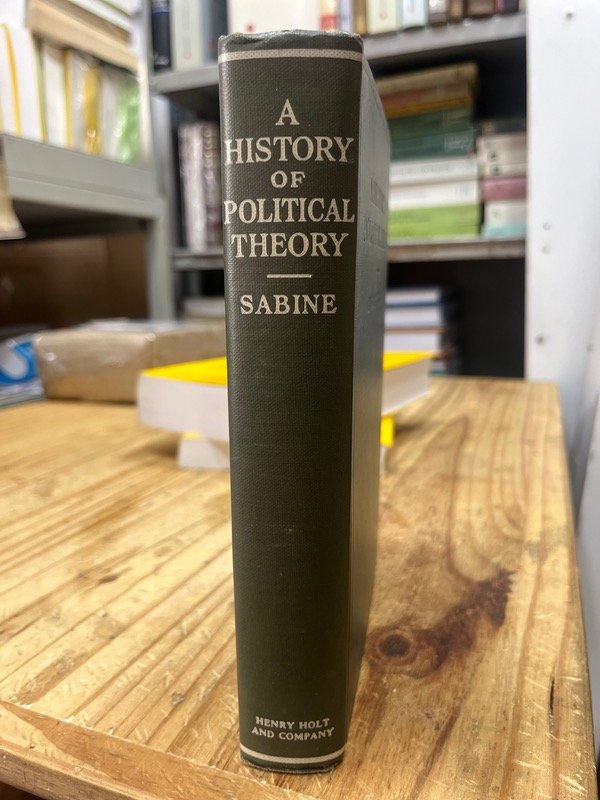 A
HISTORY
OF
POLITICAL
THEORY
SABINE
HENRY HOLT
AND COMPANY